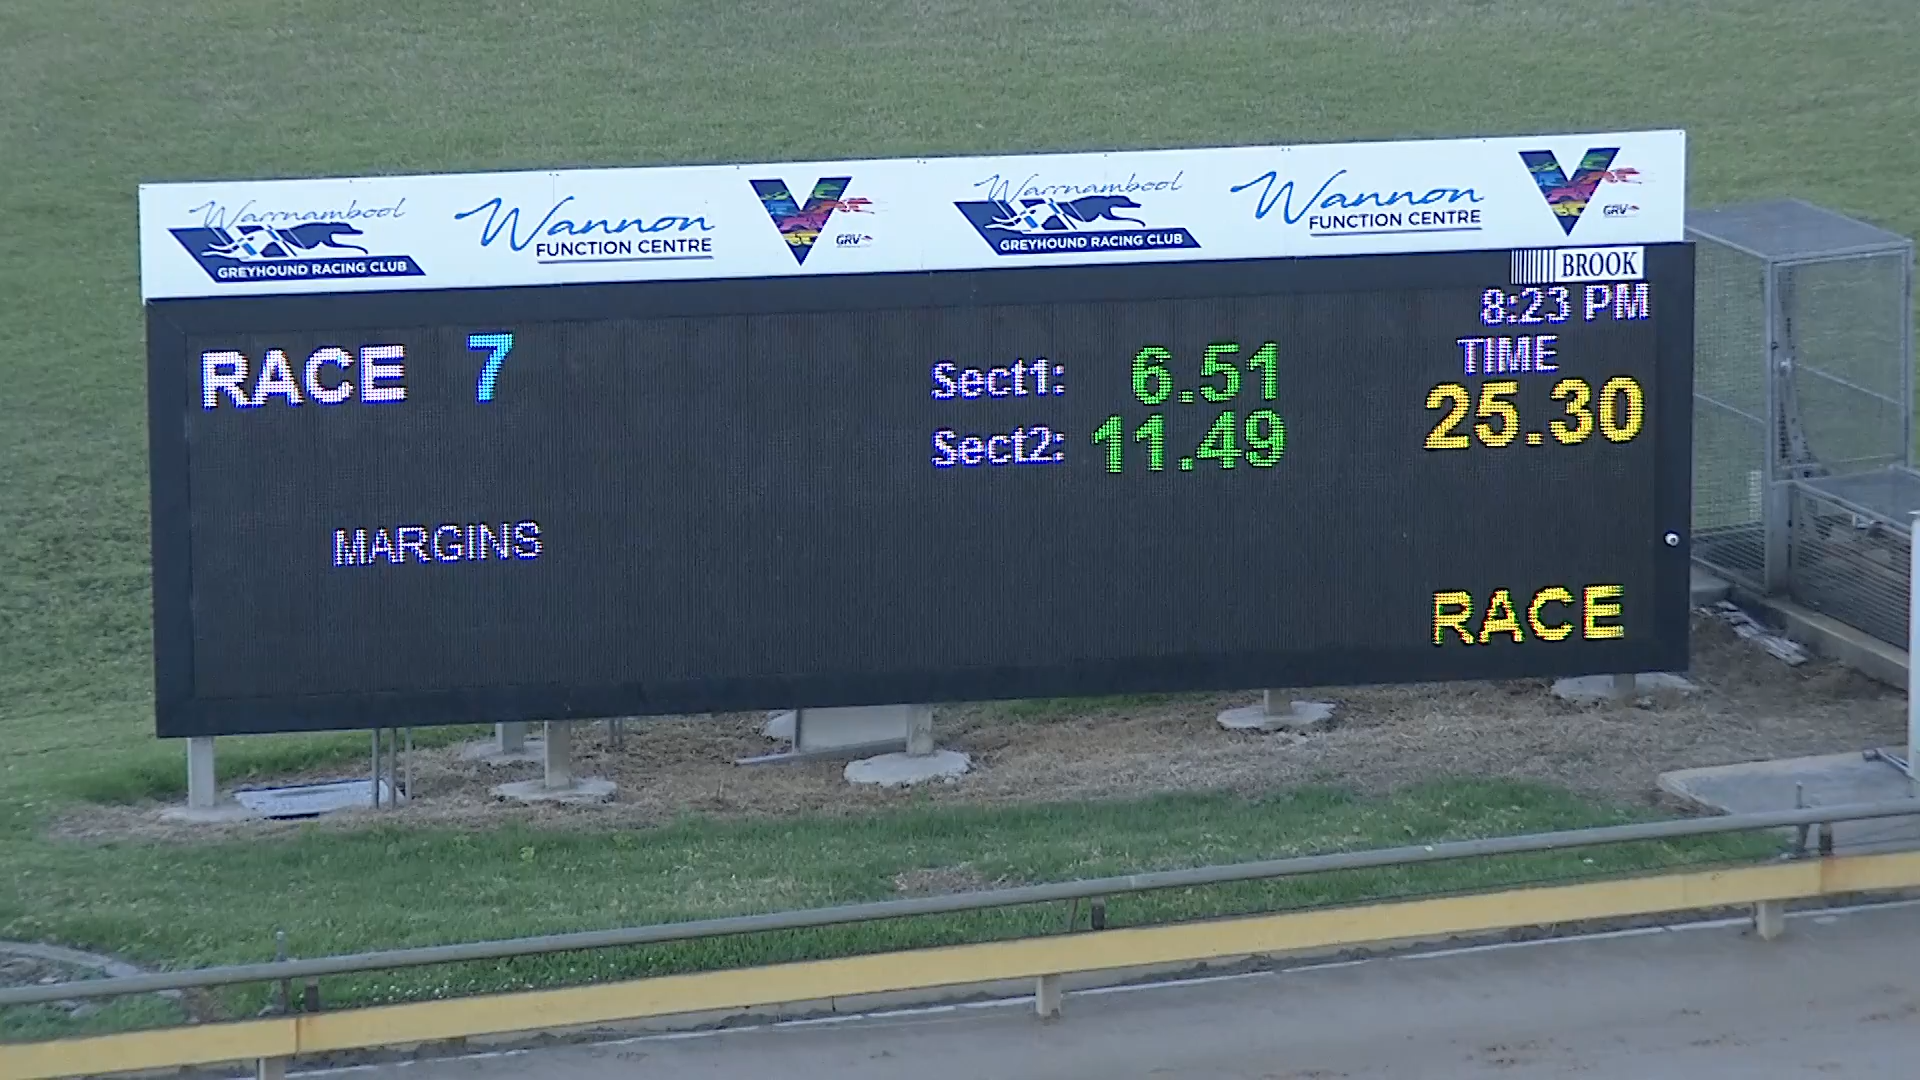 Warrnambool
GREYHOUND RACING CLUB
Wannon
FUNCTION CENTRE
V
GRV
Warrnambool
GREYHOUND RACING CLUB
Wannon
FUNCTION CENTRE
V
GRV
BROOK
8:23 PM
RACE 7
Sect1: 6.51
TIME
25.30
Sect2: 11.49
MARGINS
RACE